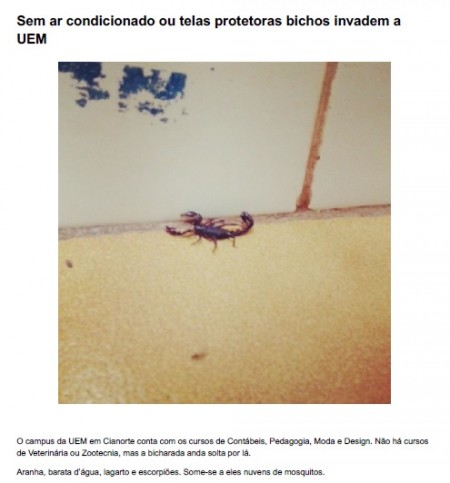 Sem ar condicionado ou telas protetoras bichos invadem a
UEM
O campus da UEM em Cianorte conta com os cursos de Contábeis, Pedagogia, Moda e Design. Não há cursos
de Veterinária ou Zootecnia, mas a bicharada anda solta por lá.
Aranha, barata d'água, lagarto e escorpiões. Some-se a eles nuvens de mosquitos.